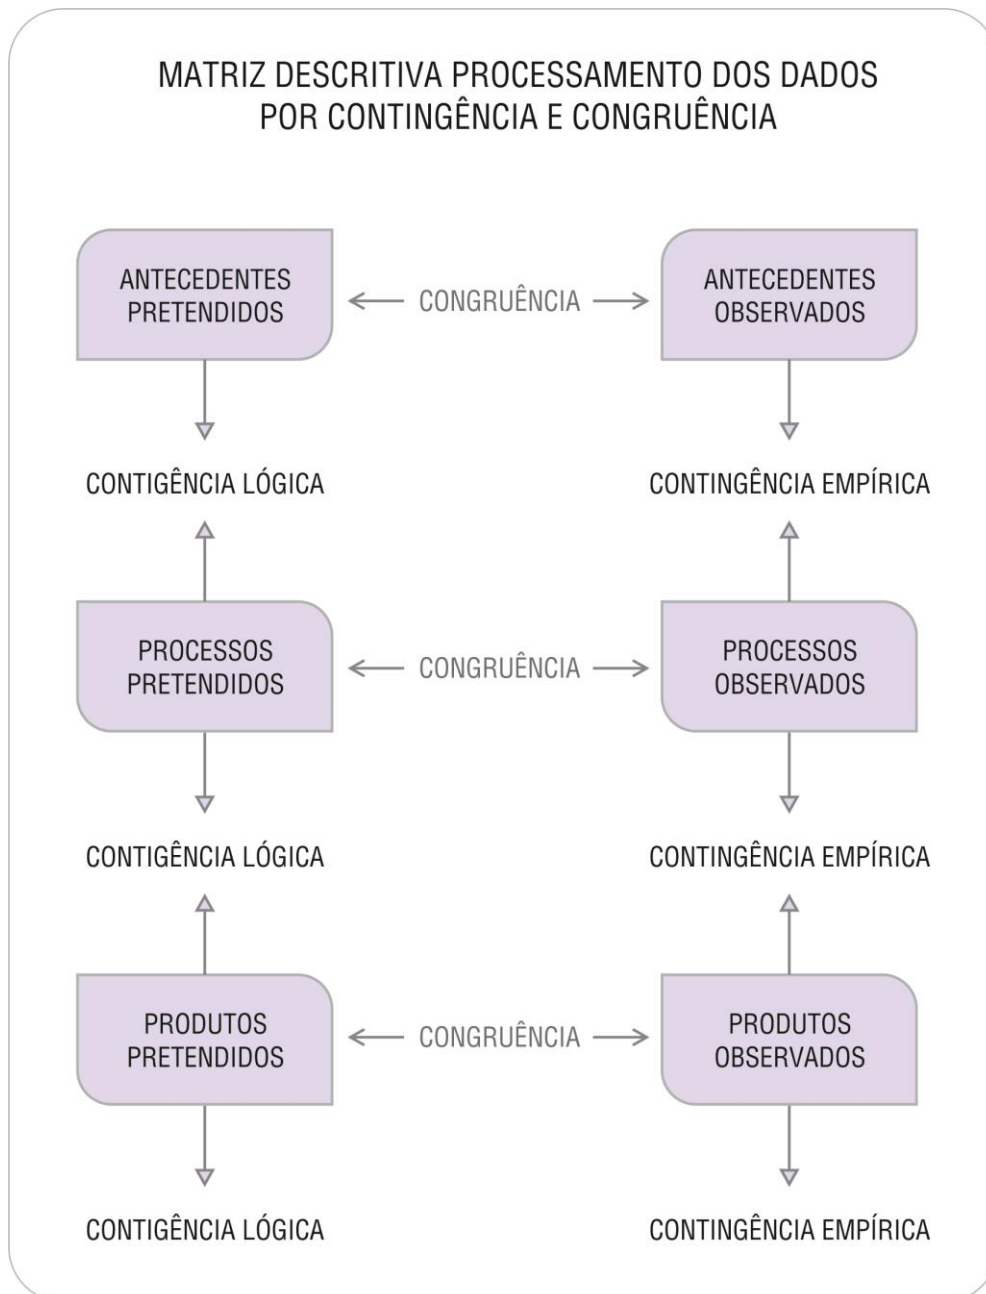 MATRIZ DESCRITIVA PROCESSAMENTO DOS DADOS
POR CONTINGÊNCIA E CONGRUÊNCIA
ANTECEDENTES
PRETENDIDOS
CONGRUÊNCIA
ANTECEDENTES
OBSERVADOS
CONTIGÊNCIA LÓGICA
CONTINGÊNCIA EMPÍRICA
PROCESSOS
PRETENDIDOS
CONGRUÊNCIA
PROCESSOS
OBSERVADOS
CONTIGÊNCIA LÓGICA
CONTINGÊNCIA EMPÍRICA
PRODUTOS
PRETENDIDOS
CONGRUÊNCIA
PRODUTOS
OBSERVADOS
CONTIGÊNCIA LÓGICA
CONTINGÊNCIA EMPÍRICA